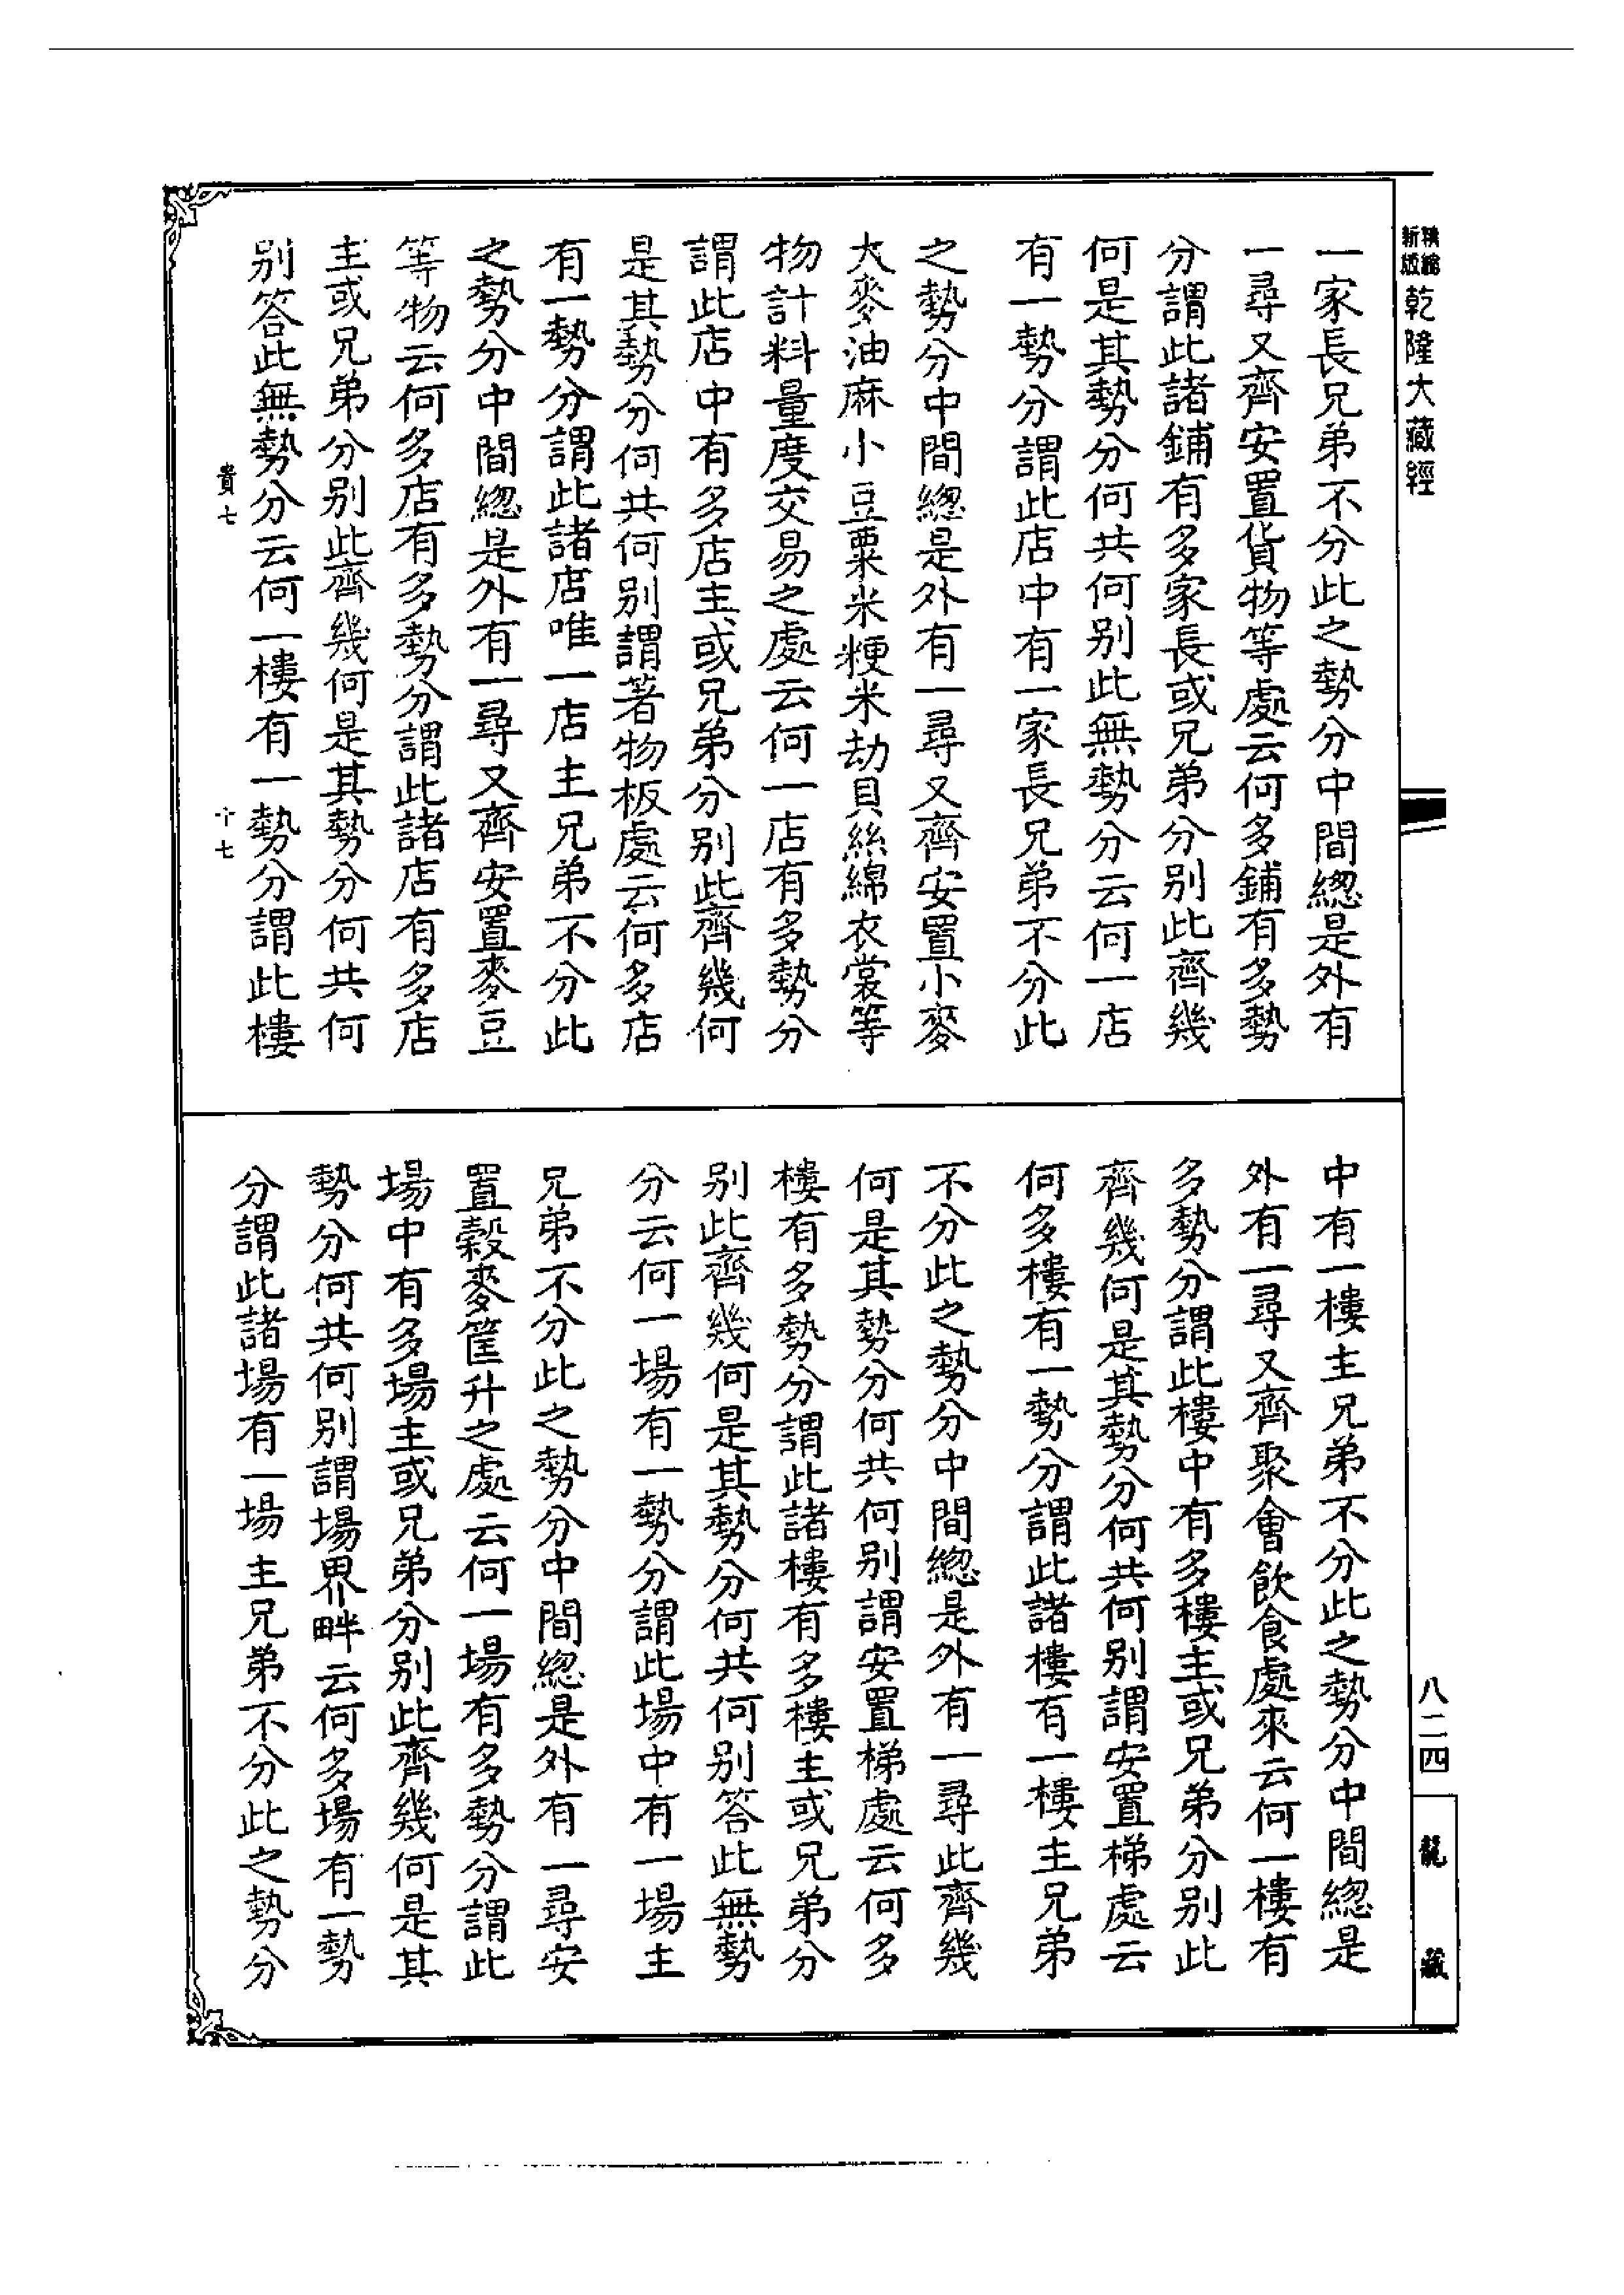 精縮
新版
乾隆大藏經
一家長兄弟不分此之勢分中間總是外有
一尋又齊安置貨物等處云何多鋪有多勢
分謂此諸鋪有多家長或兄弟分別此齊幾
何是其勢分何共何別此無勢分云何一店
有一勢分謂此店中有一家長兄弟不分此
之勢分中間總是外有一尋又齊安置小麥
大麥油麻小豆粟米粳米劫貝絲綿衣裳等
物計料量度交易之處云何一店有多勢分
謂此店中有多店主或兄弟分別此齊幾何
是其勢分何共何別謂著物板處云何多店
有一勢分謂此諸店唯一店主兄弟不分此
之勢分中間總是外有一尋又齊安置麥豆
等物云何多店有多勢分謂此諸店有多店
主或兄弟分別此齊幾何是其勢分何共何
別答此無勢分云何一樓有一勢分謂此樓
貴七
十七
中有一樓主兄弟不分此之勢分中間總是
外有一尋又齊聚會飲食處來云何一樓有
多勢分謂此樓中有多樓主或兄弟分別此
齊幾何是其勢分何共何別謂安置梯處云
何多樓有一勢分謂此諸樓有一樓主兄弟
不分此之勢分中間總是外有一尋此齊幾
何是其勢分何共何別謂安置梯處云何多
樓有多勢分謂此諸樓有多樓主或兄弟分
別此齊幾何是其勢分何共何別答此無勢
分云何一場有一勢分謂此場中有一場主
兄弟不分此之勢分中間總是外有一尋安
置穀麥筐升之處云何一場有多勢分謂此
場中有多場主或兄弟分別此齊幾何是其
勢分何共何別謂場界畔云何多場有一勢
分謂此諸場有一場主兄弟不分此之勢分
八二四
龍藏